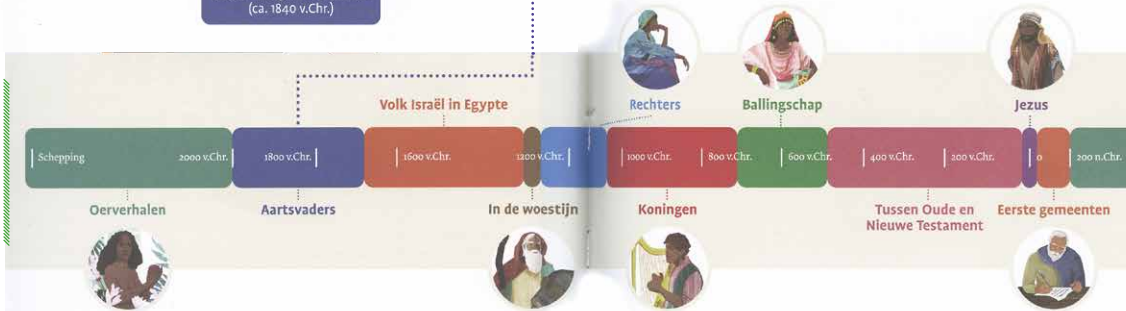 (ca. 1840 v.Chr.)
Volk Israël in Egypte
Rechters
Ballingschap
Jezus
Schepping
2000 v.Chr.
1800 v.Chr.
1600 v.Chr.
1200 v.Chr.
1000 v.Chr.
800 v.Chr.
600 v.Chr.
400 v.Chr.
200 v.Chr.
0
200 n.Chr.
Oerverhalen
Aartsvaders
In de woestijn
Koningen
Tussen Oude en
Nieuwe Testament
Eerste gemeenten